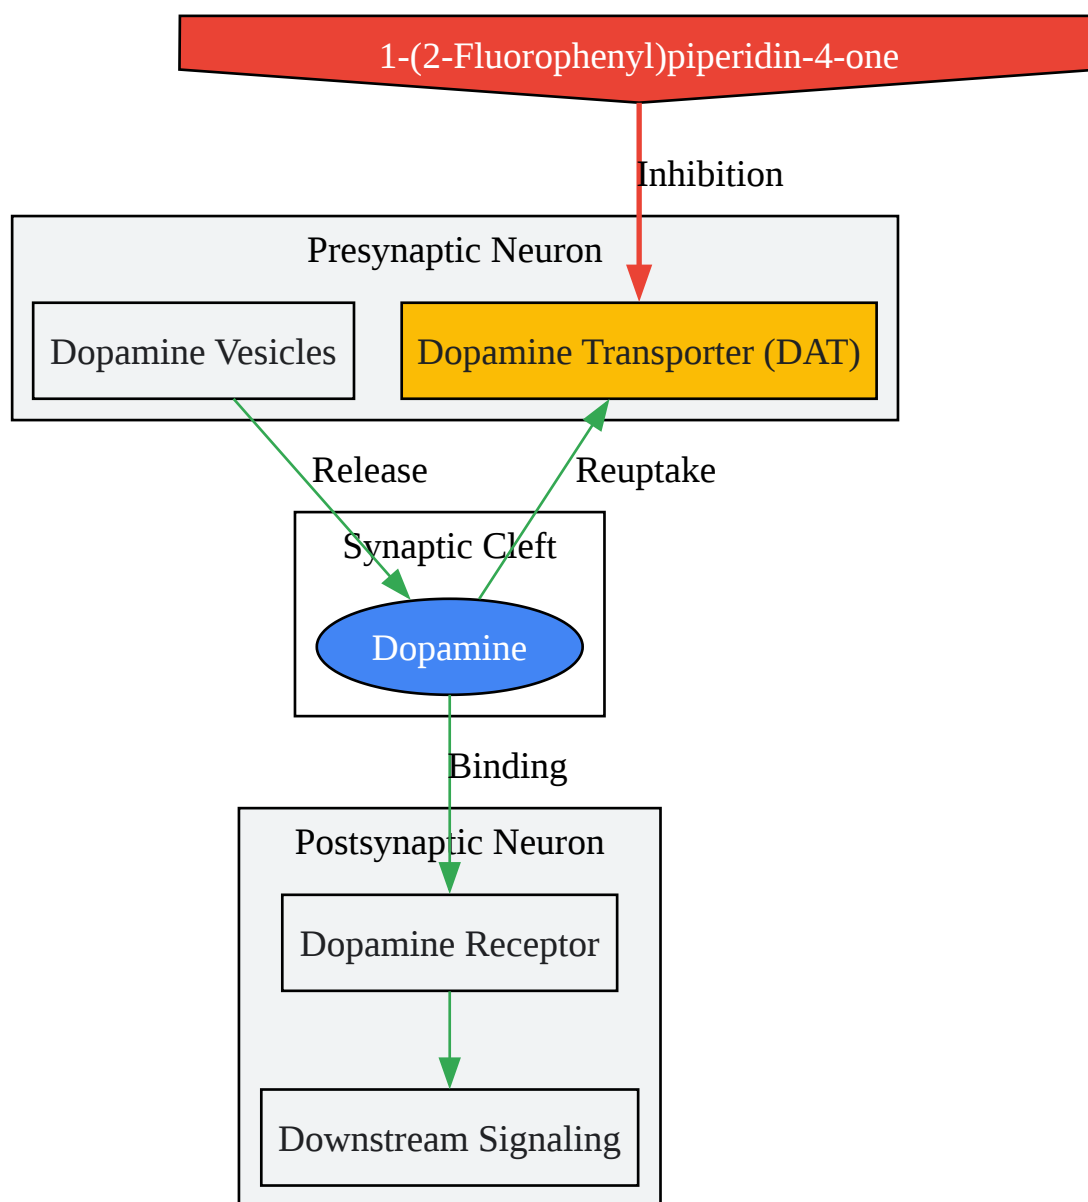 1-(2-Fluorophenyl)piperidin-4-one
Inhibition
Presynaptic Neuron
Dopamine Vesicles
Dopamine Transporter (DAT)
Release
Reuptake
Synaptic Cleft
Dopamine
Binding
Postsynaptic Neuron
Dopamine Receptor
Downstream Signaling